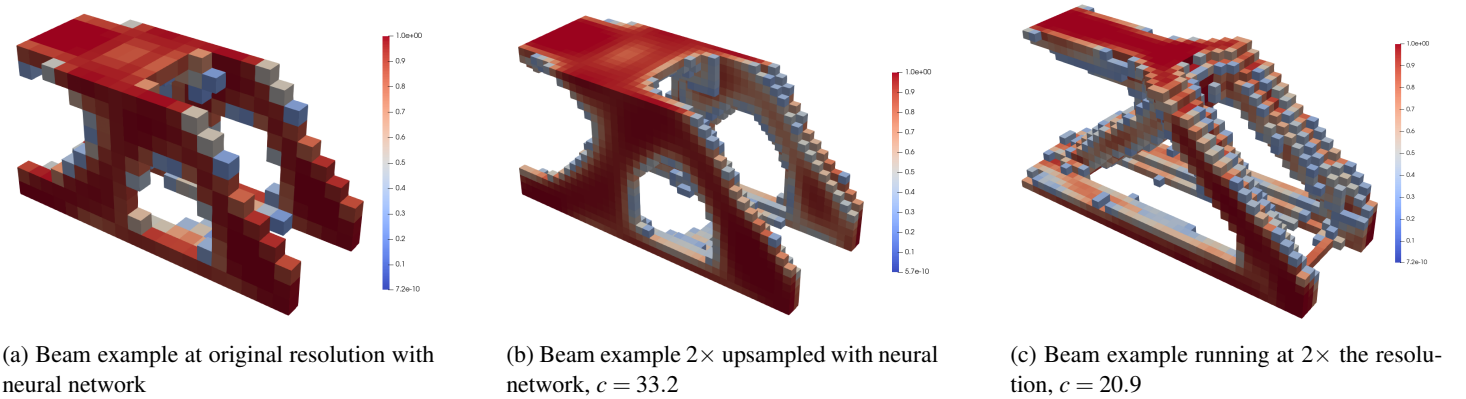 1.0e+00
0.9
0.8
0.7
0.6
0.5
0.4
0.3
0.2
0.1
7.2e-10
1.0e+00
0.9
0.8
0.7
0.6
0.5
0.4
0.3
0.2
0.1
5.7e-10
1.0e+00
0.9
0.8
0.7
0.6
0.5
0.4
0.3
0.2
0.1
7.2e-10
(a) Beam example at original resolution with
neural network
(b) Beam example 2× upsampled with neural
network, c = 33.2
(c) Beam example running at 2× the resolu-
tion, c = 20.9